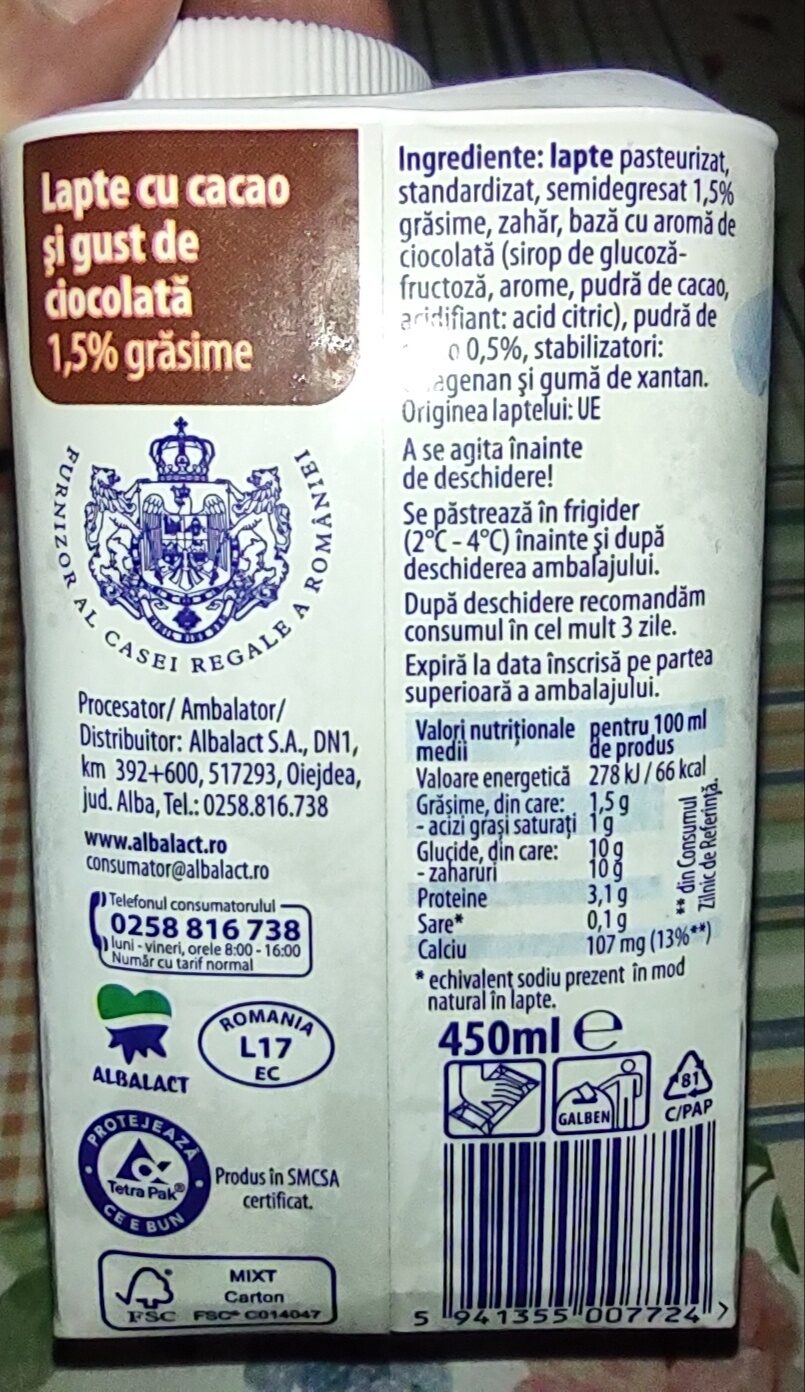 Lapte cu cacao
și gust de
ciocolată
1,5% grăsime
FURNIZOR AL CASEI REGALE A ROMÂNIEI
Procesator/ Ambalator/
Distribuitor: Albalact S.A., DN1,
km 392+600, 517293, Oiejdea,
jud. Alba, Tel.: 0258.816.738
www.albalact.ro
consumator@albalact.ro
Telefonul consumatorului
0258 816 738
luni - vineri, orele 8:00 - 16:00
Număr cu tarif normal
ALBALACT
ROMANIA
L17
EC
PROTEJEAZĂ
Tetra Pak®
CE E BUN
Produs în SMCSA
certificat.
FSC
MIXT
Carton
FSC® C014047
Ingrediente: lapte pasteurizat,
standardizat, semidegresat 1,5%
grăsime, zahăr, bază cu aromă de
ciocolată (sirop de glucoză-
fructoză, arome, pudră de cacao,
acidifiant: acid citric), pudră de
0,5%, stabilizatori:
și gumă de xantan.
Originea laptelui: UE
A se agita înainte
de deschidere!
Se păstrează în frigider
(2°C - 4°C) înainte și după
deschiderea ambalajului.
După deschidere recomandăm
consumul în cel mult 3 zile.
Expiră la data înscrisă pe partea
superioară a ambalajului.
Valori nutriționale medii pentru 100 ml de produs
Valoare energetică 278 kJ / 66 kcal
Grăsime, din care: 1,5 g
- acizi grași saturați 1 g
Glucide, din care: 10 g
- zaharuri 10 g
Proteine 3,1 g
Sare* 0,1 g
Calciu 107 mg (13%**)
** din Consumul
Zilnic de Referință.
* echivalent sodiu prezent în mod
natural în lapte.
450ml e
GALBEN
81
C/PAP
5 941355 007724 >